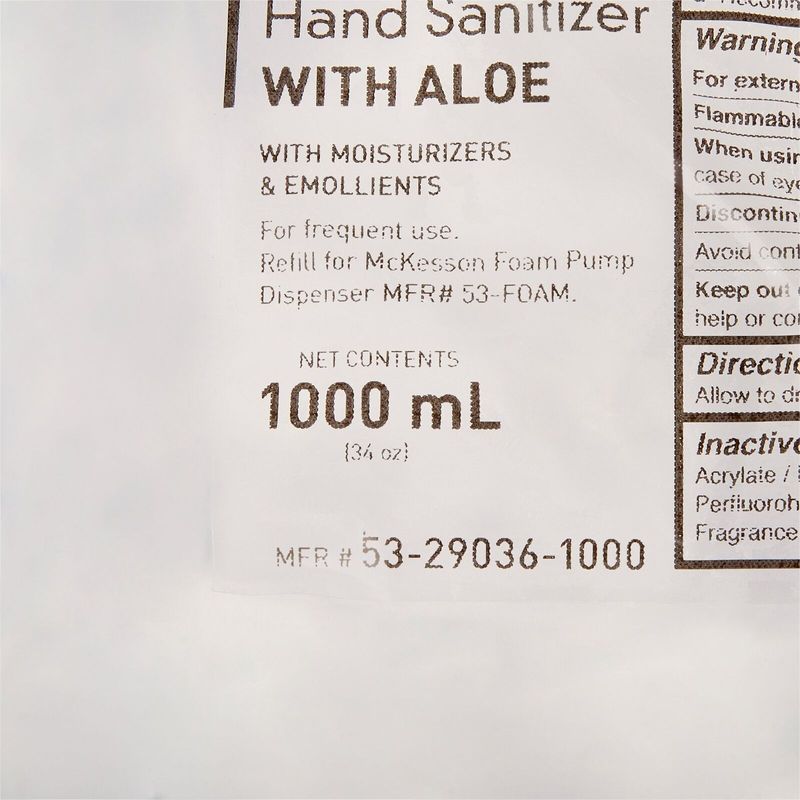 Hand Sanitizer
WITH ALOE
WITH MOISTURIZERS
& EMOLLIENTS
For frequent use.
Refill for McKesson Foam Pump
Dispenser MFR# 53-FOAM.
NET CONTENTS
1000 mL
(34 oz)
MFR # 53-29036-1000
Warning
For extern
Flammabl
When usin
case of eye
Discontin
Avoid cont
Keep out
help or co
Directio
Allow to dr
Inactive
Acrylate /
Perfluoroh
Fragrance